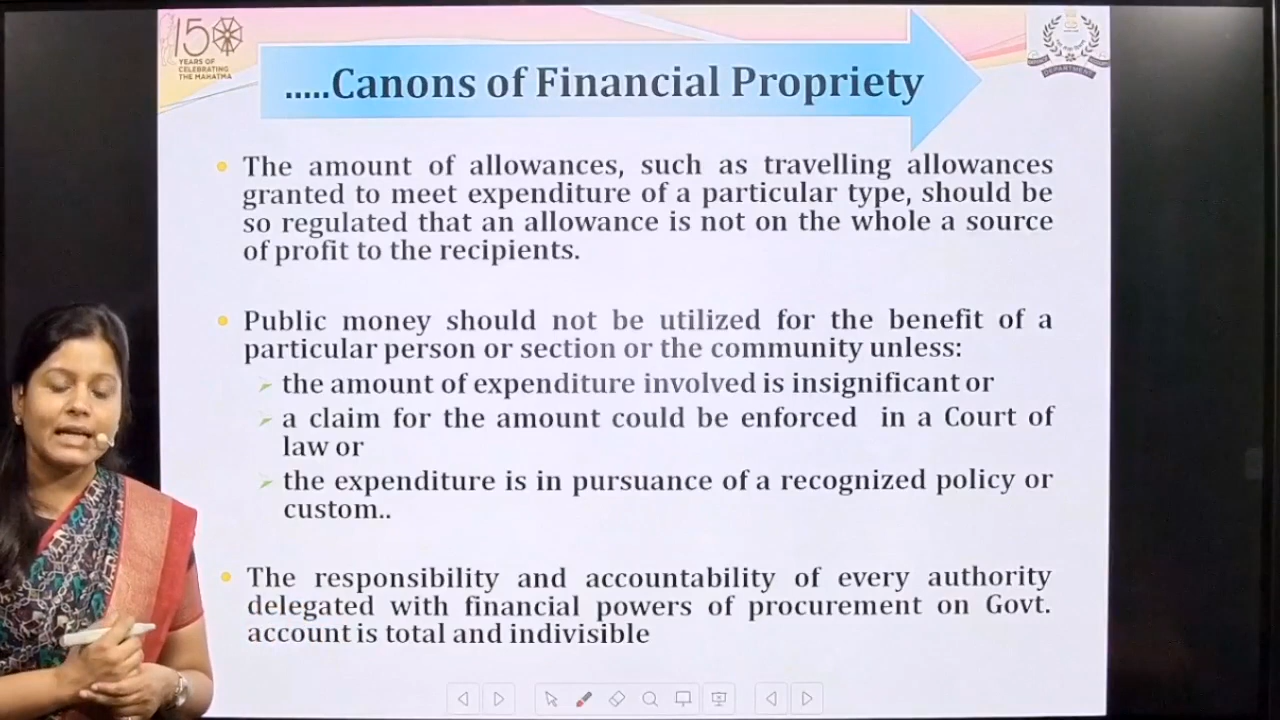 150
YEARS OF
CELEBRATING
THE MAHATMA
DEPARTMENT
.....Canons of Financial Propriety
The amount of allowances, such as travelling allowances
granted to meet expenditure of a particular type, should be
so regulated that an allowance is not on the whole a source
of profit to the recipients.
Public money should not be utilized for the benefit of a
particular person or section or the community unless:
the amount of expenditure involved is insignificant or
a claim for the amount could be enforced in a Court of
law or
the expenditure is in pursuance of a recognized policy or
custom..
The responsibility and accountability of every authority
delegated with financial powers of procurement on Govt.
account is total and indivisible